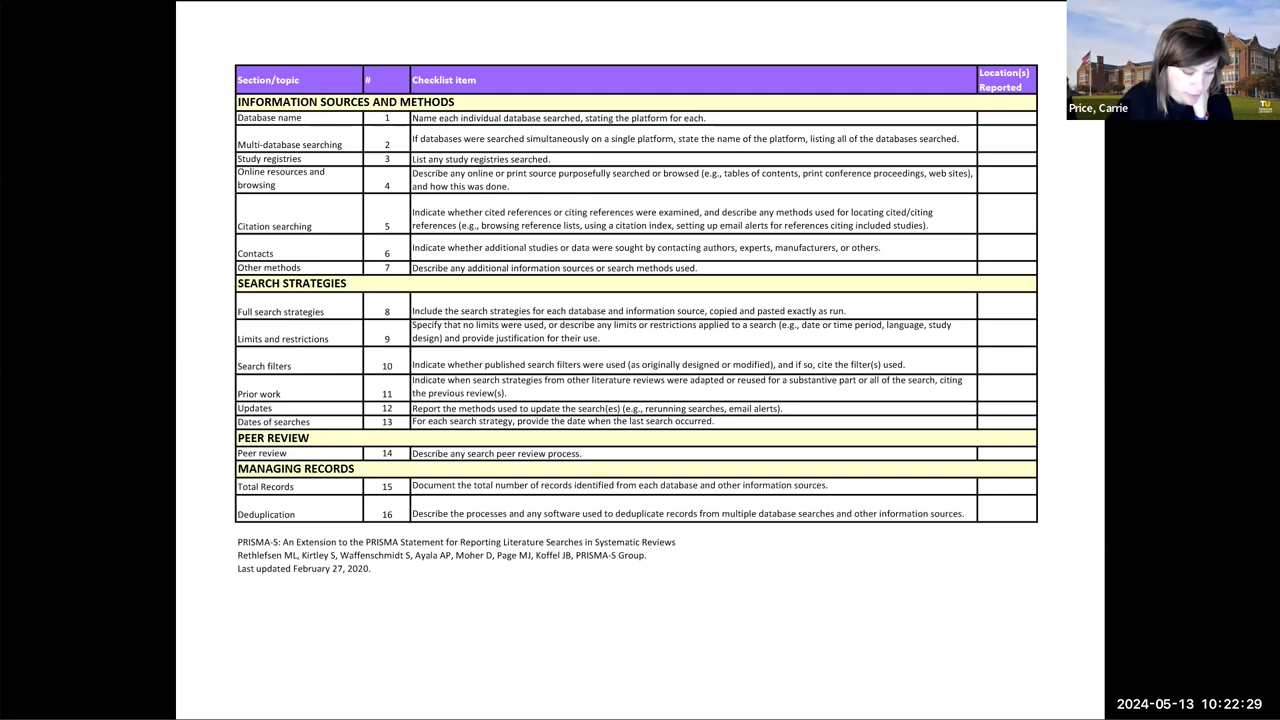 Section/topic # Checklist item Location(s) Reported
INFORMATION SOURCES AND METHODS
Database name 1 Name each individual database searched, stating the platform for each.
Multi-database searching 2 If databases were searched simultaneously on a single platform, state the name of the platform, listing all of the databases searched.
Study registries 3 List any study registries searched.
Online resources and browsing 4 Describe any online or print source purposefully searched or browsed (e.g., tables of contents, print conference proceedings, web sites),
and how this was done.
Citation searching 5 Indicate whether cited references or citing references were examined, and describe any methods used for locating cited/citing
references (e.g., browsing reference lists, using a citation index, setting up email alerts for references citing included studies).
Contacts 6 Indicate whether additional studies or data were sought by contacting authors, experts, manufacturers, or others.
Other methods 7 Describe any additional information sources or search methods used.
SEARCH STRATEGIES
Full search strategies 8 Include the search strategies for each database and information source, copied and pasted exactly as run.
Limits and restrictions 9 Specify that no limits were used, or describe any limits or restrictions applied to a search (e.g., date or time period, language, study
design) and provide justification for their use.
Search filters 10 Indicate whether published search filters were used (as originally designed or modified), and if so, cite the filter(s) used.
Prior work 11 Indicate when search strategies from other literature reviews were adapted or reused for a substantive part or all of the search, citing
the previous review(s).
Updates 12 Report the methods used to update the search(es) (e.g., rerunning searches, email alerts).
Dates of searches 13 For each search strategy, provide the date when the last search occurred.
PEER REVIEW
Peer review 14 Describe any search peer review process.
MANAGING RECORDS
Total Records 15 Document the total number of records identified from each database and other information sources.
Deduplication 16 Describe the processes and any software used to deduplicate records from multiple database searches and other information sources.
PRISMA-S: An Extension to the PRISMA Statement for Reporting Literature Searches in Systematic Reviews
Rethlefsen ML, Kirtley S, Waffenschmidt S, Ayala AP, Moher D, Page MJ, Koffel JB, PRISMA-S Group.
Last updated February 27, 2020.
Price, Carrie
TU
2024-05-13 10:22:29